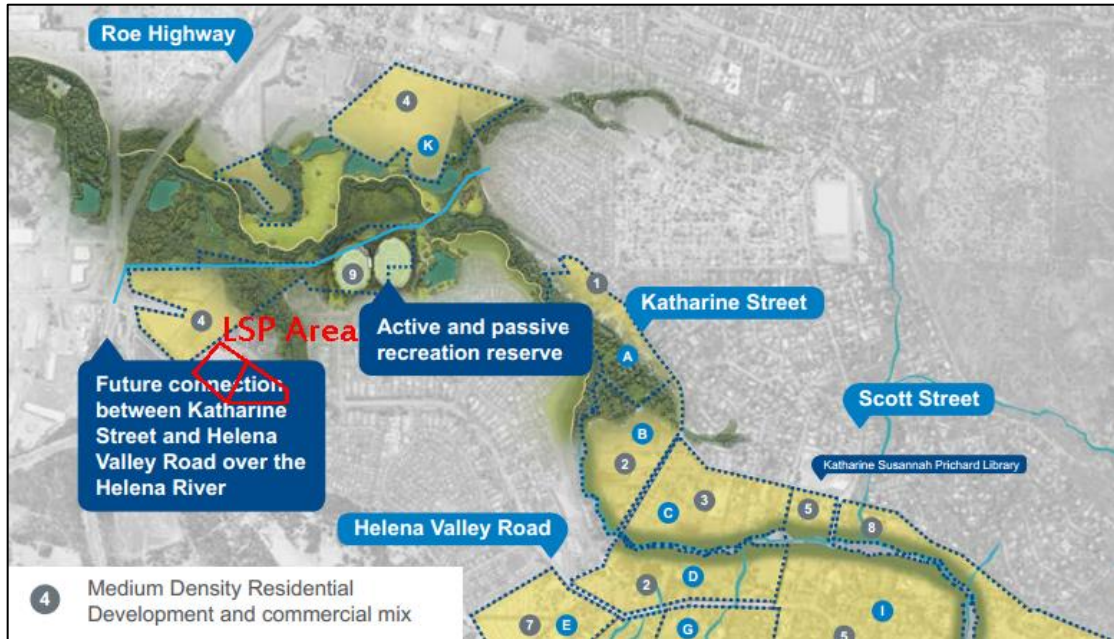 Roe Highway
4
K
9
1
4
LSP Area
Active and passive
recreation reserve
Katharine Street
A
Future connection
between Katharine
Street and Helena
Valley Road over the
Helena River
Scott Street
B
Katharine Susannah Prichard Library
2
3
C
5
8
Helena Valley Road
D
2
I
7
E
G
5
4
Medium Density Residential
Development and commercial mix